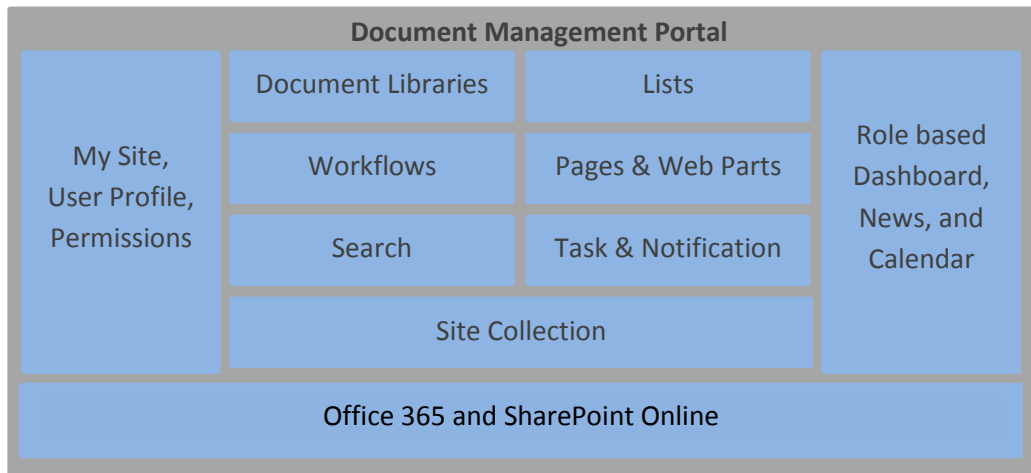 Document Management Portal
My Site,
User Profile,
Permissions
Document Libraries
Lists
Workflows
Pages & Web Parts
Search
Task & Notification
Site Collection
Role based
Dashboard,
News, and
Calendar
Office 365 and SharePoint Online